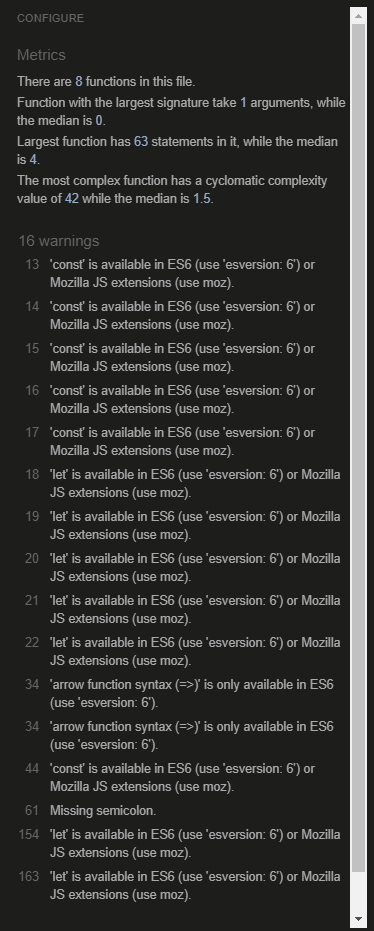 CONFIGURE
Metrics
There are 8 functions in this file.
Function with the largest signature take 1 arguments, while
the median is 0.
Largest function has 63 statements in it, while the median
is 4.
The most complex function has a cyclomatic complexity
value of 42 while the median is 1.5.
16 warnings
13 'const' is available in ES6 (use 'esversion: 6') or
Mozilla JS extensions (use moz).
14 'const' is available in ES6 (use 'esversion: 6') or
Mozilla JS extensions (use moz).
15 'const' is available in ES6 (use 'esversion: 6') or
Mozilla JS extensions (use moz).
16 'const' is available in ES6 (use 'esversion: 6') or
Mozilla JS extensions (use moz).
17 'const' is available in ES6 (use 'esversion: 6') or
Mozilla JS extensions (use moz).
18 'let' is available in ES6 (use 'esversion: 6') or Mozilla
JS extensions (use moz).
19 'let' is available in ES6 (use 'esversion: 6') or Mozilla
JS extensions (use moz).
20 'let' is available in ES6 (use 'esversion: 6') or Mozilla
JS extensions (use moz).
21 'let' is available in ES6 (use 'esversion: 6') or Mozilla
JS extensions (use moz).
22 'let' is available in ES6 (use 'esversion: 6') or Mozilla
JS extensions (use moz).
34 'arrow function syntax (=>)' is only available in ES6
(use 'esversion: 6').
34 'arrow function syntax (=>)' is only available in ES6
(use 'esversion: 6').
44 'const' is available in ES6 (use 'esversion: 6') or
Mozilla JS extensions (use moz).
61 Missing semicolon.
154 'let' is available in ES6 (use 'esversion: 6') or Mozilla
JS extensions (use moz).
163 'let' is available in ES6 (use 'esversion: 6') or Mozilla
JS extensions (use moz).